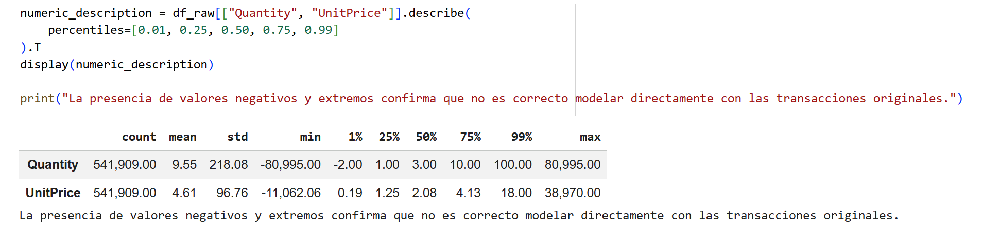 numeric_description = df_raw[["Quantity", "UnitPrice"]].describe(
    percentiles=[0.01, 0.25, 0.50, 0.75, 0.99]
).T
display(numeric_description)
print("La presencia de valores negativos y extremos confirma que no es correcto modelar directamente con las transacciones originales.")
count mean std min 1% 25% 50% 75% 99% max
Quantity 541,909.00 9.55 218.08 -80,995.00 -2.00 1.00 3.00 10.00 100.00 80,995.00
UnitPrice 541,909.00 4.61 96.76 -11,062.06 0.19 1.25 2.08 4.13 18.00 38,970.00
La presencia de valores negativos y extremos confirma que no es correcto modelar directamente con las transacciones originales.